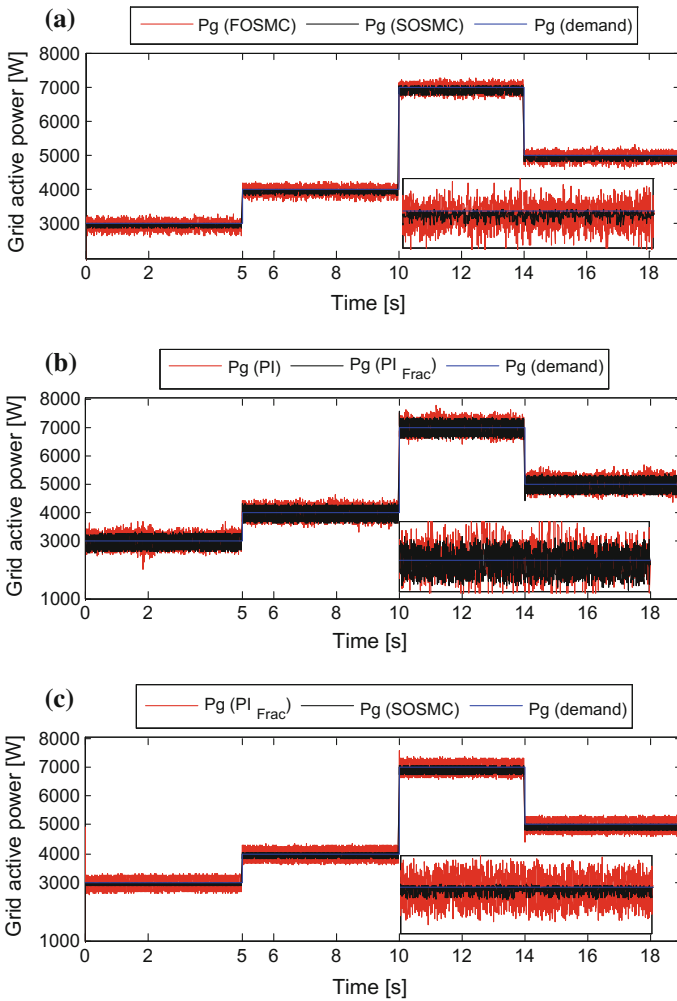 (a)
Pg (FOSMC) Pg (SOSMC) Pg (demand)
Grid active power [W]
8000
7000
6000
5000
4000
3000
0 2 5 6 8 10 12 14 16 18
Time [s]
(b)
Pg (PI) Pg (PI Frac) Pg (demand)
Grid active power [W]
8000
7000
6000
5000
4000
3000
1000
0 2 5 6 8 10 12 14 16 18
Time [s]
(c)
Pg (PI Frac) Pg (SOSMC) Pg (demand)
Grid active power [W]
8000
7000
6000
5000
4000
3000
1000
0 2 5 6 8 10 12 14 16 18
Time [s]